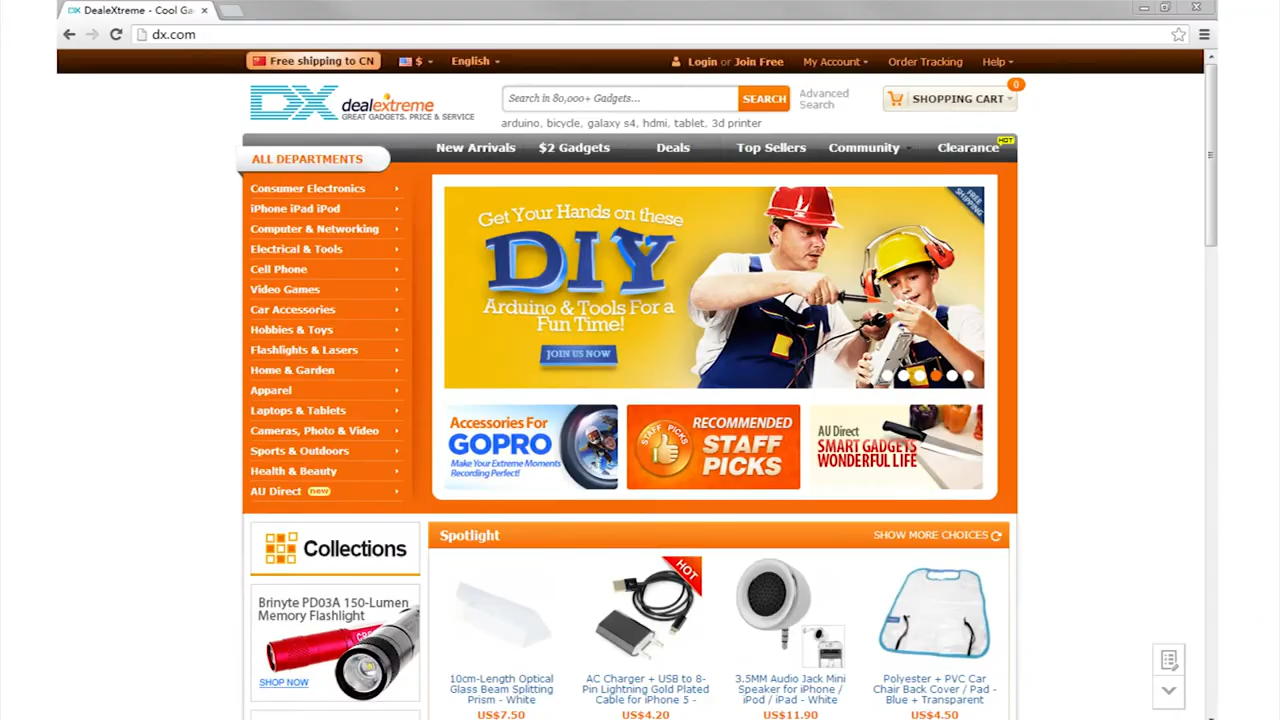 DX DealeXtreme - Cool Ga
dx.com
Free shipping to CN
$
English
Login or Join Free
My Account
Order Tracking
Help
DX dealextreme
GREAT GADGETS. PRICE & SERVICE
Search in 80,000+ Gadgets...
SEARCH
Advanced
Search
0
SHOPPING CART
arduino, bicycle, galaxy s4, hdmi, tablet, 3d printer
ALL DEPARTMENTS
New Arrivals
$2 Gadgets
Deals
Top Sellers
Community
Clearance
HOT
Consumer Electronics
iPhone iPad iPod
Computer & Networking
Electrical & Tools
Cell Phone
Video Games
Car Accessories
Hobbies & Toys
Flashlights & Lasers
Home & Garden
Apparel
Laptops & Tablets
Cameras, Photo & Video
Sports & Outdoors
Health & Beauty
AU Direct new
FREE
SHIPPING
Get Your Hands on these
DIY
Arduino & Tools For a
Fun Time!
JOIN US NOW
Accessories For
GOPRO
Make Your Extreme Moments
Recording Perfect!
STAFF PICKS
RECOMMENDED
STAFF
PICKS
AU Direct
SMART GADGETS
WONDERFUL LIFE
Collections
Brinyte PD03A 150-Lumen
Memory Flashlight
SHOP NOW
Spotlight
SHOW MORE CHOICES
HOT
10cm-Length Optical
Glass Beam Splitting
Prism - White
US$7.50
AC Charger + USB to 8-
Pin Lightning Gold Plated
Cable for iPhone 5 -
US$4.20
3.5MM Audio Jack Mini
Speaker for iPhone /
iPod / iPad - White
US$11.90
Polyester + PVC Car
Chair Back Cover / Pad -
Blue + Transparent
US$4.50